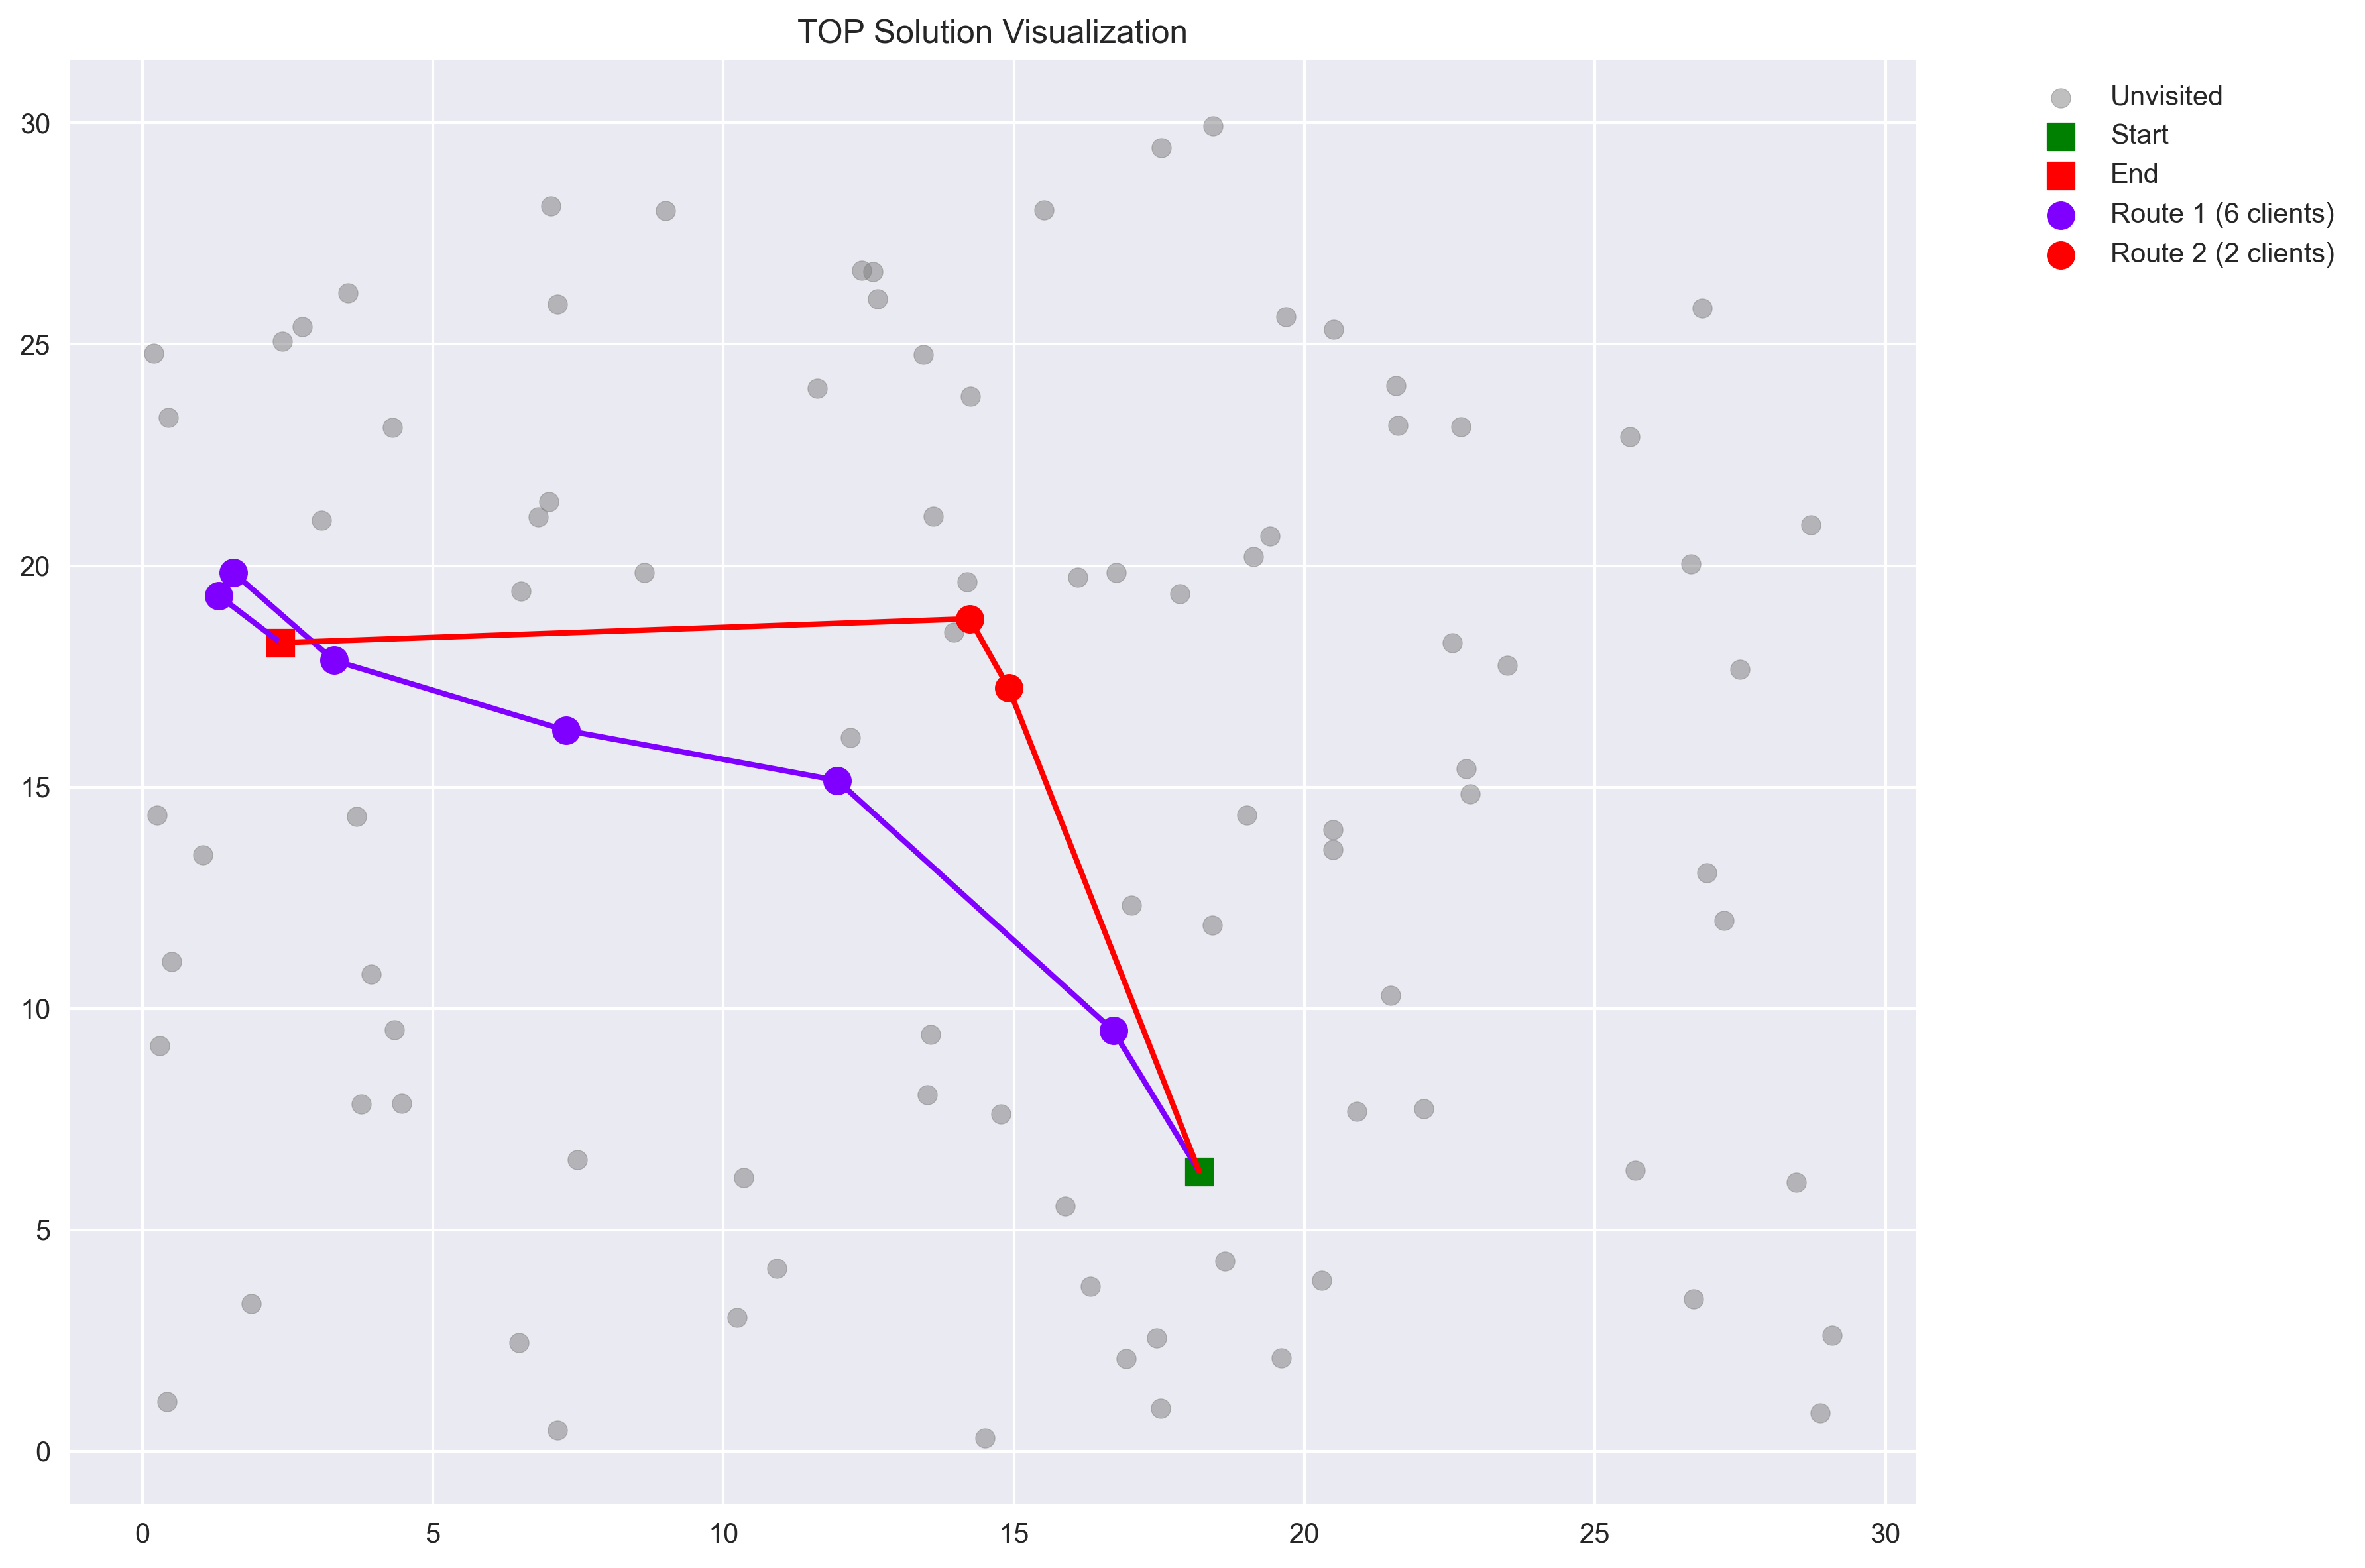 TOP Solution Visualization
30
25
20
15
10
5
0
0 5 10 15 20 25 30
Unvisited
Start
End
Route 1 (6 clients)
Route 2 (2 clients)